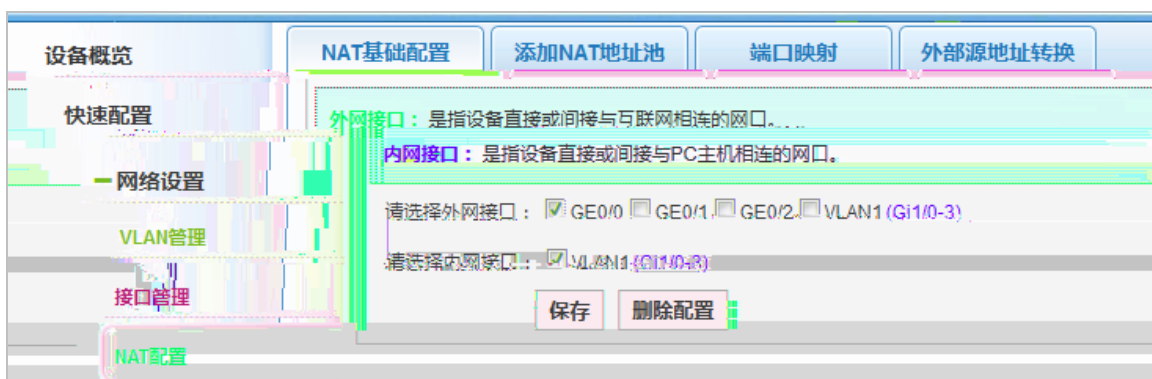 设备概览
NAT基础配置 添加NAT地址池 端口映射 外部源地址转换
快速配置
外网接口：是指设备直接或间接与互联网相连的网口。
内网接口：是指设备直接或间接与PC主机相连的网口。
网络设置
请选择外网接口： GE0/0 GE0/1 GE0/2 VLAN1 (Gi1/0-3)
VLAN管理
请选择内网接口： VLAN1 (Gi1/0-3)
接口管理
保存 删除配置
NAT配置